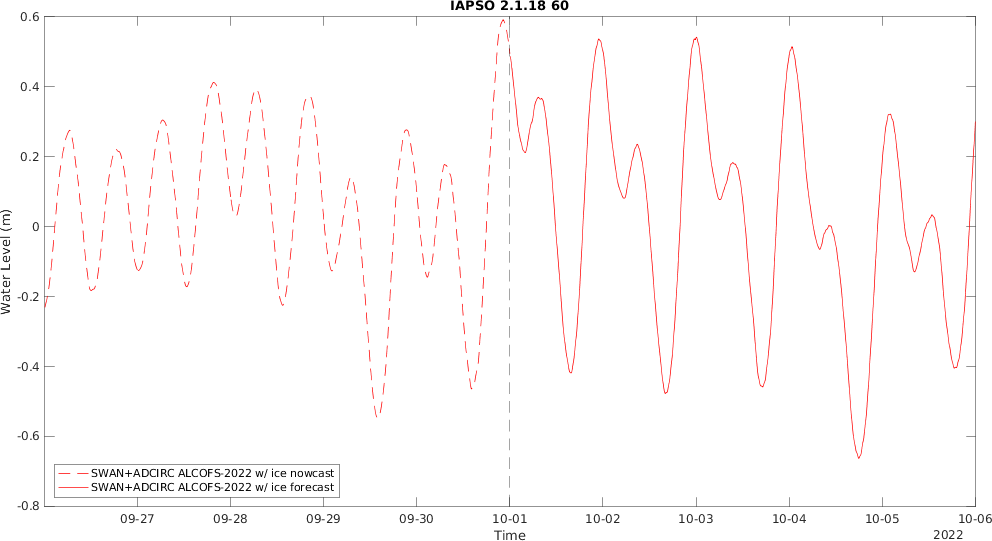 IAPSO 2.1.18 60
0.6
0.4
0.2
0
-0.2
-0.4
-0.6
-0.8
Water Level (m)
SWAN+ADCIRC ALCOFS-2022 w/ ice nowcast
SWAN+ADCIRC ALCOFS-2022 w/ ice forecast
09-27 09-28 09-29 09-30 10-01 10-02 10-03 10-04 10-05 10-06
Time
2022